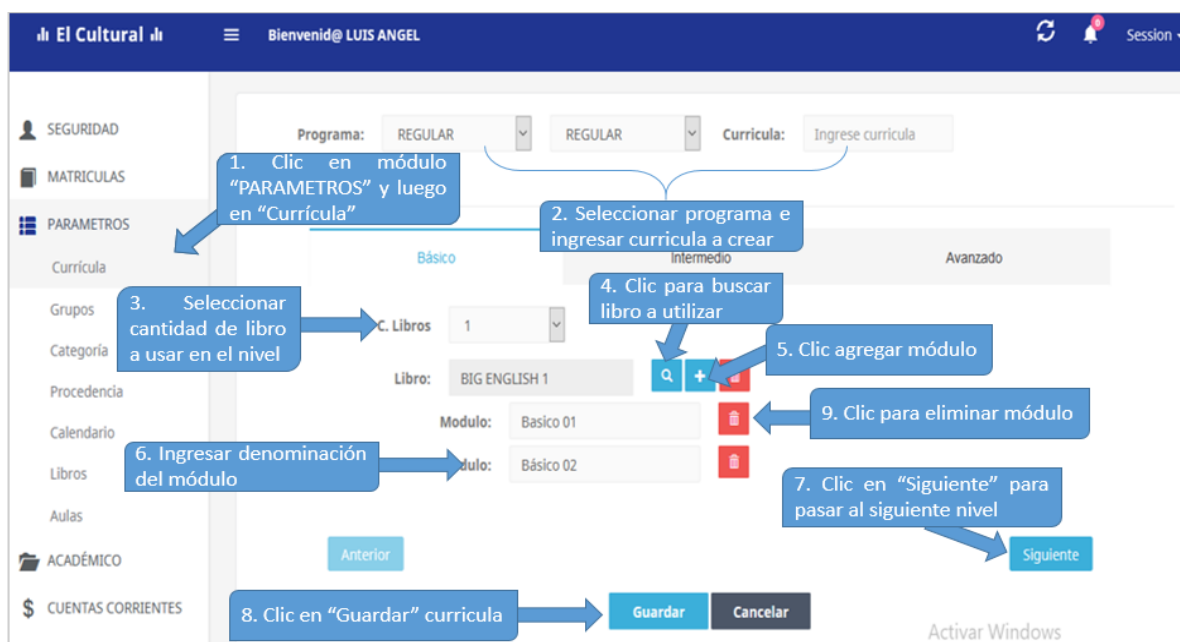 El Cultural
Bienvenid@ LUIS ANGEL
0
Session
SEGURIDAD
MATRICULAS
PARAMETROS
Currícula
Grupos
Categoría
Procedencia
Calendario
Libros
Aulas
ACADÉMICO
CUENTAS CORRIENTES
Programa: REGULAR REGULAR Curricula: Ingrese curricula
1. Clic en módulo
“PARAMETROS” y luego
en “Currícula”
2. Seleccionar programa e
ingresar curricula a crear
Básico Intermedio Avanzado
3. Seleccionar
cantidad de libro
a usar en el nivel
4. Clic para buscar
libro a utilizar
C. Libros 1
5. Clic agregar módulo
Libro: BIG ENGLISH 1
Modulo: Basico 01
9. Clic para eliminar módulo
6. Ingresar denominación
del módulo
dulo: Básico 02
7. Clic en “Siguiente” para
pasar al siguiente nivel
Anterior Siguiente
8. Clic en “Guardar” curricula
Guardar Cancelar
Activar Windows